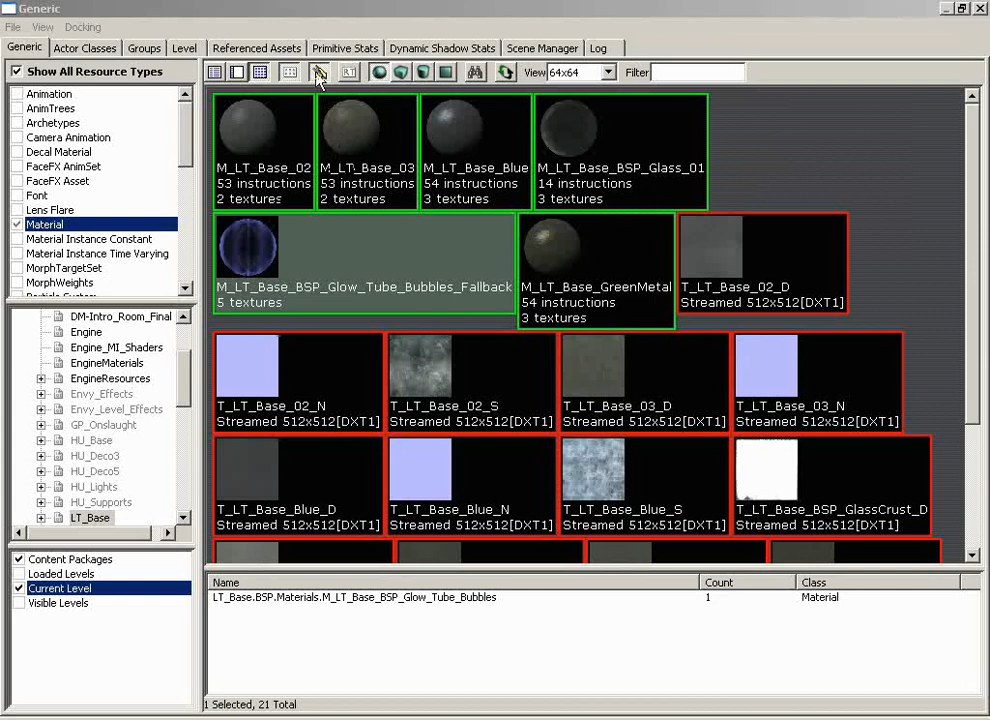 Generic
File View Docking
Generic Actor Classes Groups Level Referenced Assets Primitive Stats Dynamic Shadow Stats Scene Manager Log
Show All Resource Types
RT View 64x64 Filter
Animation
AnimTrees
Archetypes
Camera Animation
Decal Material
FaceFX AnimSet
FaceFX Asset
Font
Lens Flare
Material
Material Instance Constant
Material Instance Time Varying
MorphTargetSet
MorphWeights
DM-Intro_Room_Final
Engine
Engine_MI_Shaders
EngineMaterials
EngineResources
Envy_Effects
Envy_Level_Effects
GP_Onslaught
HU_Base
HU_Deco3
HU_Deco5
HU_Lights
HU_Supports
LT_Base
Content Packages
Loaded Levels
Current Level
Visible Levels
M_LT_Base_02 M_LT_Base_03 M_LT_Base_Blue M_LT_Base_BSP_Glass_01
53 instructions 53 instructions 54 instructions 14 instructions
2 textures 2 textures 3 textures 3 textures
M_LT_Base_BSP_Glow_Tube_Bubbles_Fallback M_LT_Base_GreenMetal T_LT_Base_02_D
5 textures 54 instructions Streamed 512x512[DXT1]
3 textures
T_LT_Base_02_N T_LT_Base_02_S T_LT_Base_03_D T_LT_Base_03_N
Streamed 512x512[DXT1] Streamed 512x512[DXT1] Streamed 512x512[DXT1] Streamed 512x512[DXT1]
T_LT_Base_Blue_D T_LT_Base_Blue_N T_LT_Base_Blue_S T_LT_Base_BSP_GlassCrust_D
Streamed 512x512[DXT1] Streamed 512x512[DXT1] Streamed 512x512[DXT1] Streamed 512x512[DXT1]
Name Count Class
LT_Base.BSP.Materials.M_LT_Base_BSP_Glow_Tube_Bubbles 1 Material
1 Selected, 21 Total